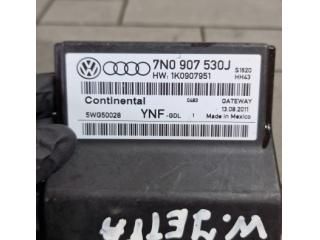 7N0 907 530J
S1620
HW: 1K0907951
HH43
Continental
0483
GATEWAY
13.08.2011
5WG50028
YNF-GDL
1
Made in Mexico
W. JETTA